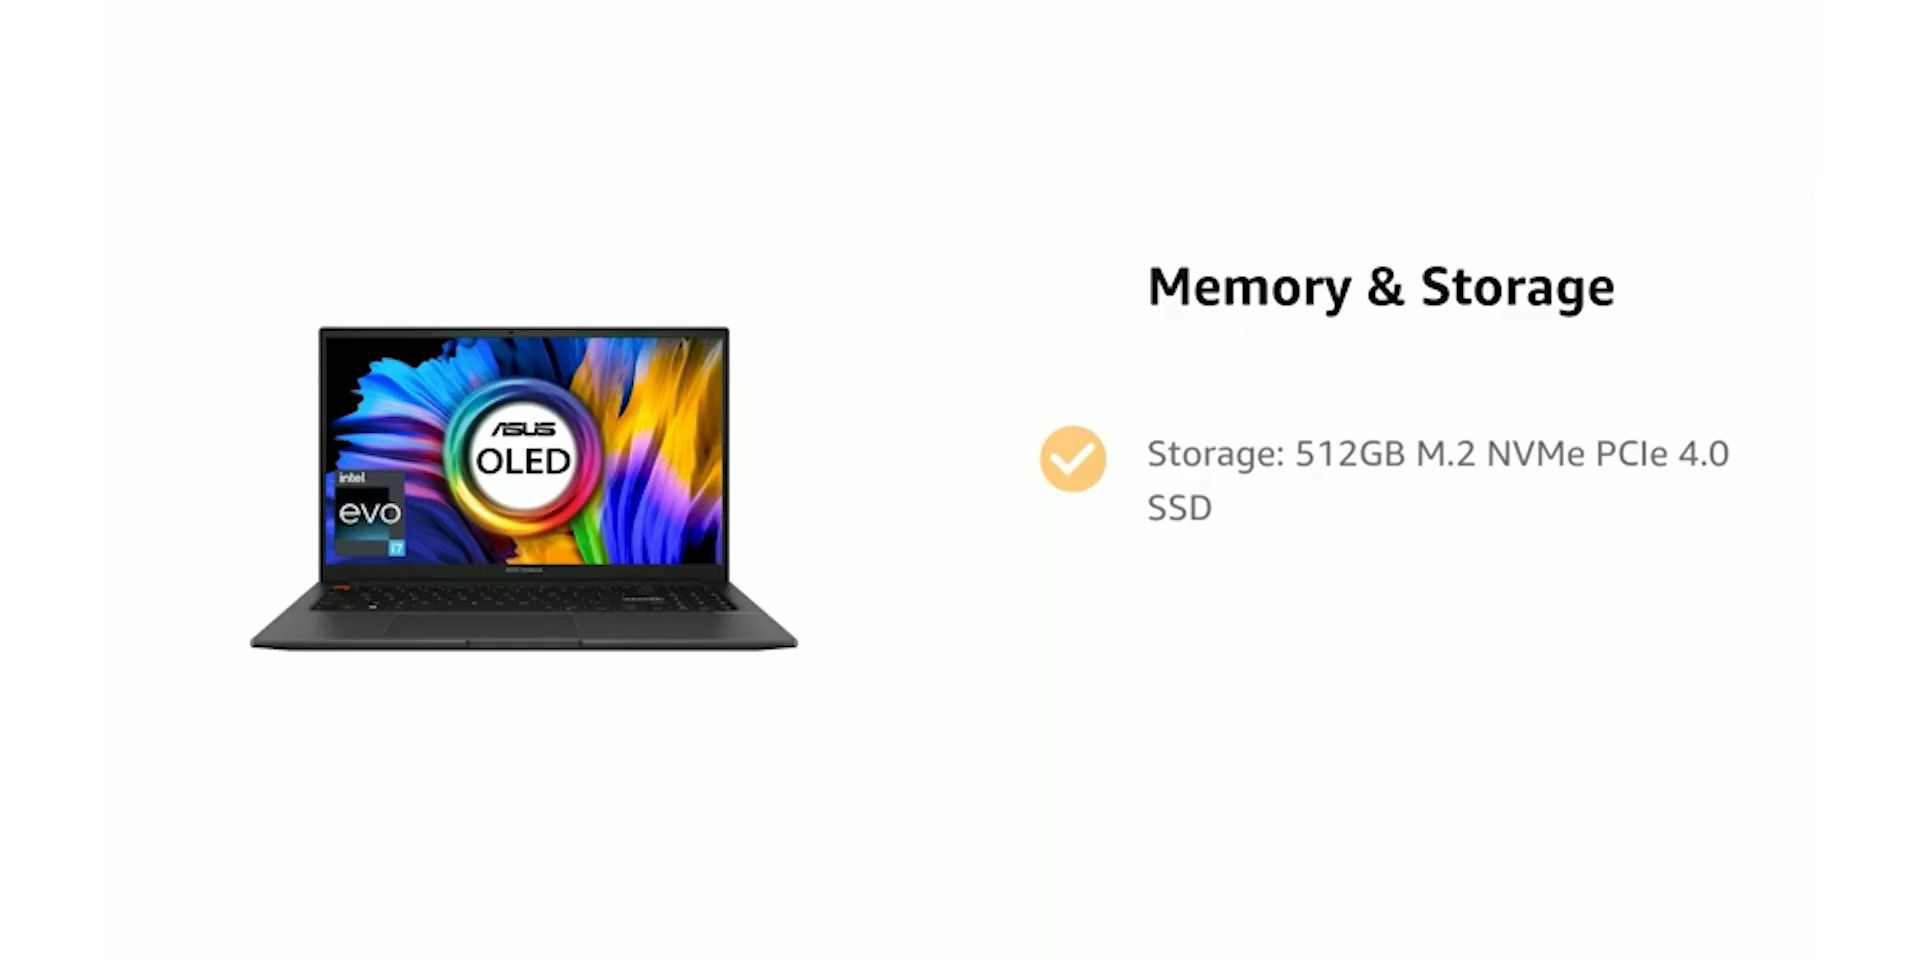 Memory & Storage
Storage: 512GB M.2 NVMe PCIe 4.0
SSD
ASUS
OLED
intel
evo
i7